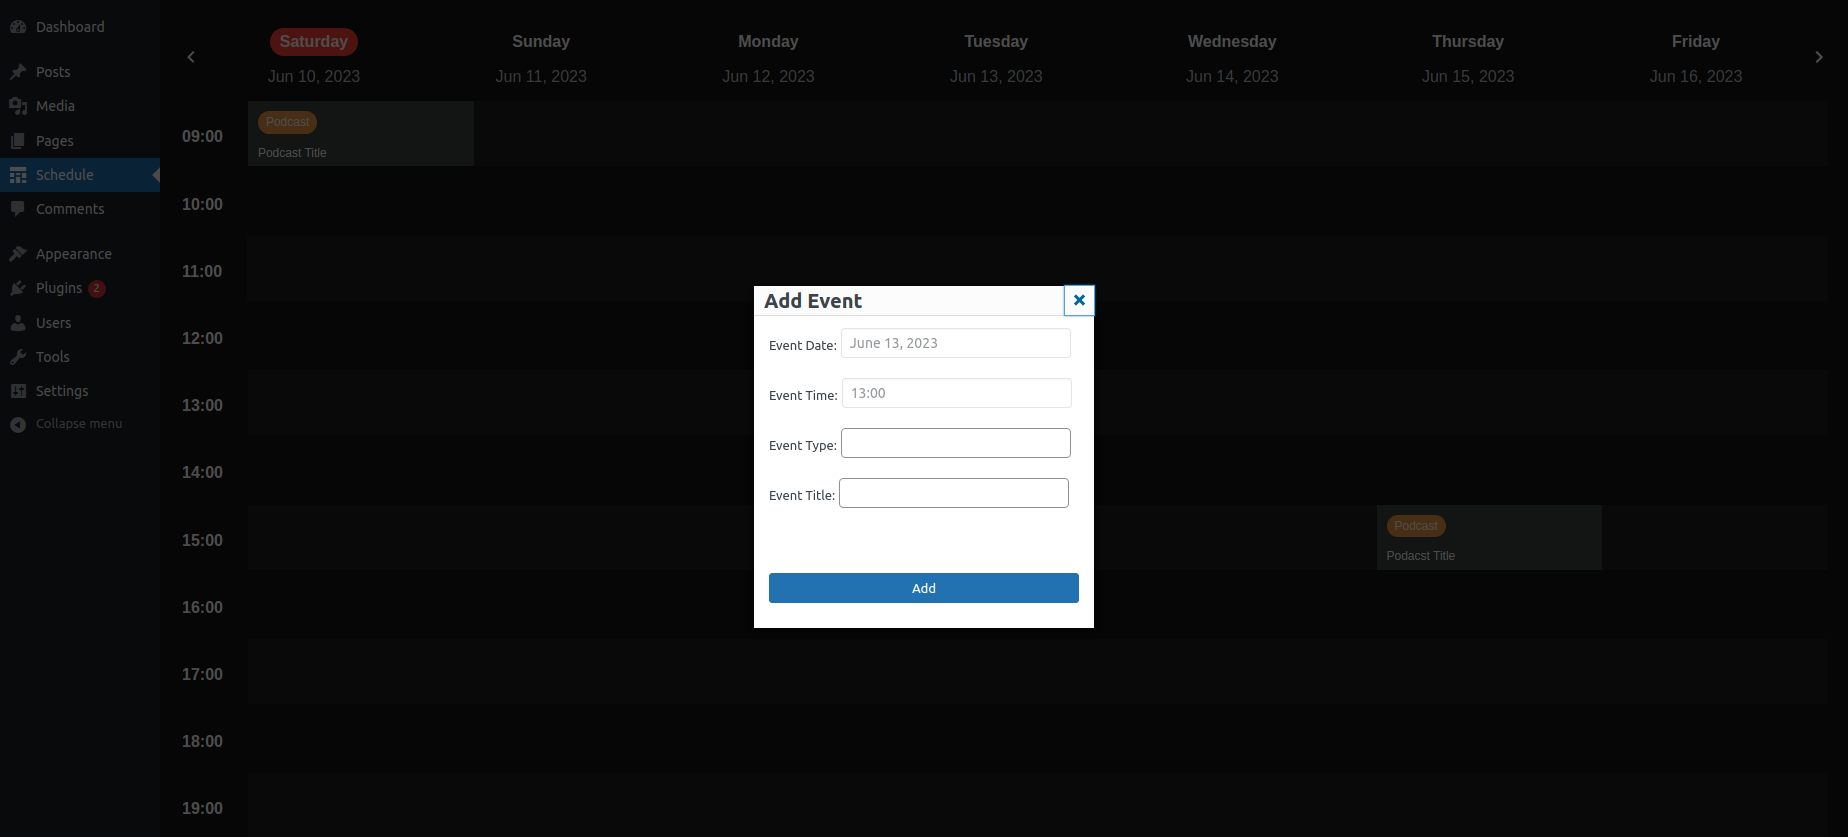 Dashboard
Posts
Media
Pages
Schedule
Comments
Appearance
Plugins 2
Users
Tools
Settings
Collapse menu
Saturday Sunday Monday Tuesday Wednesday Thursday Friday
Jun 10, 2023 Jun 11, 2023 Jun 12, 2023 Jun 13, 2023 Jun 14, 2023 Jun 15, 2023 Jun 16, 2023
09:00
Podcast
Podcast Title
10:00
11:00
12:00
13:00
14:00
15:00
Podcast
Podacst Title
16:00
17:00
18:00
19:00
Add Event
Event Date: June 13, 2023
Event Time: 13:00
Event Type:
Event Title:
Add